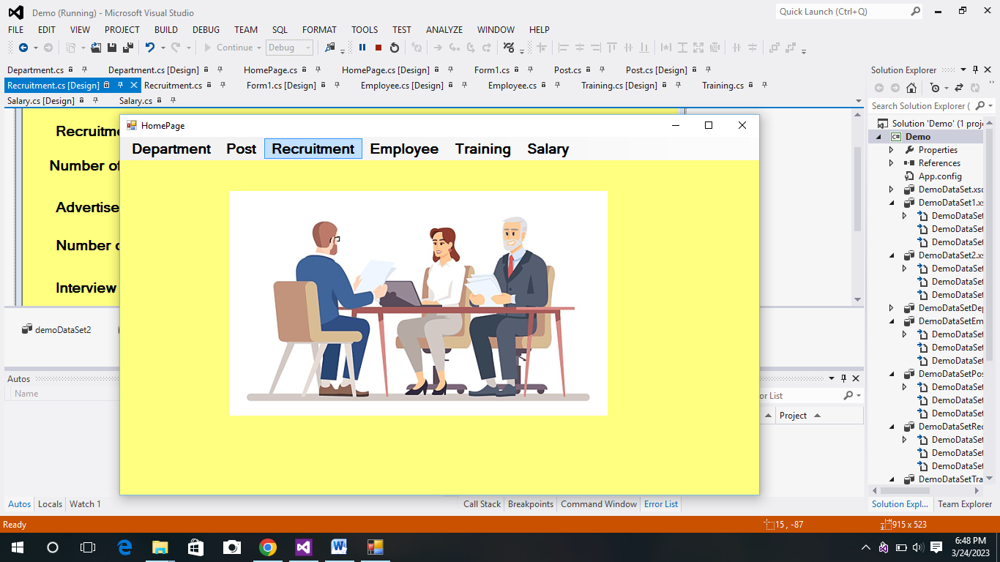 Demo (Running) - Microsoft Visual Studio
Quick Launch (Ctrl+Q)
FILE EDIT VIEW PROJECT BUILD DEBUG TEAM SQL FORMAT TOOLS TEST ANALYZE WINDOW HELP
Continue Debug
Department.cs Department.cs [Design] HomePage.cs HomePage.cs [Design] Form1.cs Post.cs Post.cs [Design]
Recruitment.cs [Design] Recruitment.cs Form1.cs [Design] Employee.cs [Design] Employee.cs Training.cs [Design] Training.cs
Salary.cs [Design] Salary.cs
Recruitme
Number of
Advertise
Number
Interview
demoDataSet2
HomePage
Department Post Recruitment Employee Training Salary
Autos
Name
or List
Project
Autos Locals Watch 1
Call Stack Breakpoints Command Window Error List
Solution Explorer
Search Solution Explorer (
Solution 'Demo' (1 proj
C# Demo
Properties
References
App.config
DemoDataSet.xsc
DemoDataSet1.xs
DemoDataSet
DemoDataSet
DemoDataSet
DemoDataSet2.xs
DemoDataSet
DemoDataSet
DemoDataSet
DemoDataSetDep
DemoDataSetEm
DemoDataSet
DemoDataSet
DemoDataSet
DemoDataSetPos
DemoDataSet
DemoDataSet
DemoDataSet
DemoDataSetRec
DemoDataSet
DemoDataSet
DemoDataSet
DemoDataSetTra
Solution Expl... Team Explorer
Ready
15 , -87
915 x 523
6:48 PM
3/24/2023